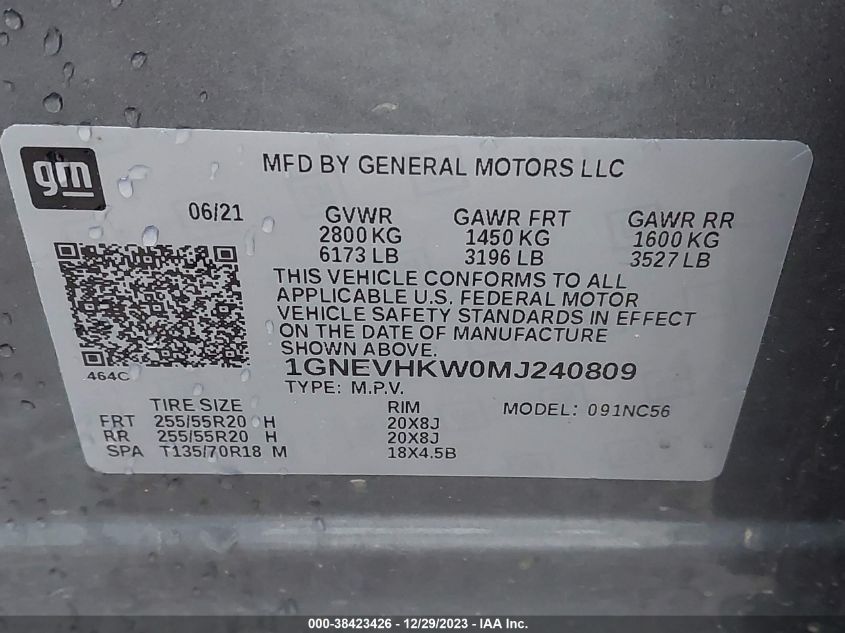 gm
MFD BY GENERAL MOTORS LLC
06/21 GVWR GAWR FRT GAWR RR
2800 KG 1450 KG 1600 KG
6173 LB 3196 LB 3527 LB
THIS VEHICLE CONFORMS TO ALL
APPLICABLE U.S. FEDERAL MOTOR
VEHICLE SAFETY STANDARDS IN EFFECT
ON THE DATE OF MANUFACTURE
SHOWN ABOVE.
464C
1GNEVHKW0MJ240809
TYPE: M.P.V.
TIRE SIZE RIM MODEL: 091NC56
FRT 255/55R20 H 20X8J
RR 255/55R20 H 20X8J
SPA T135/70R18 M 18X4.5B
000-38423426 - 12/29/2023 - IAA Inc.